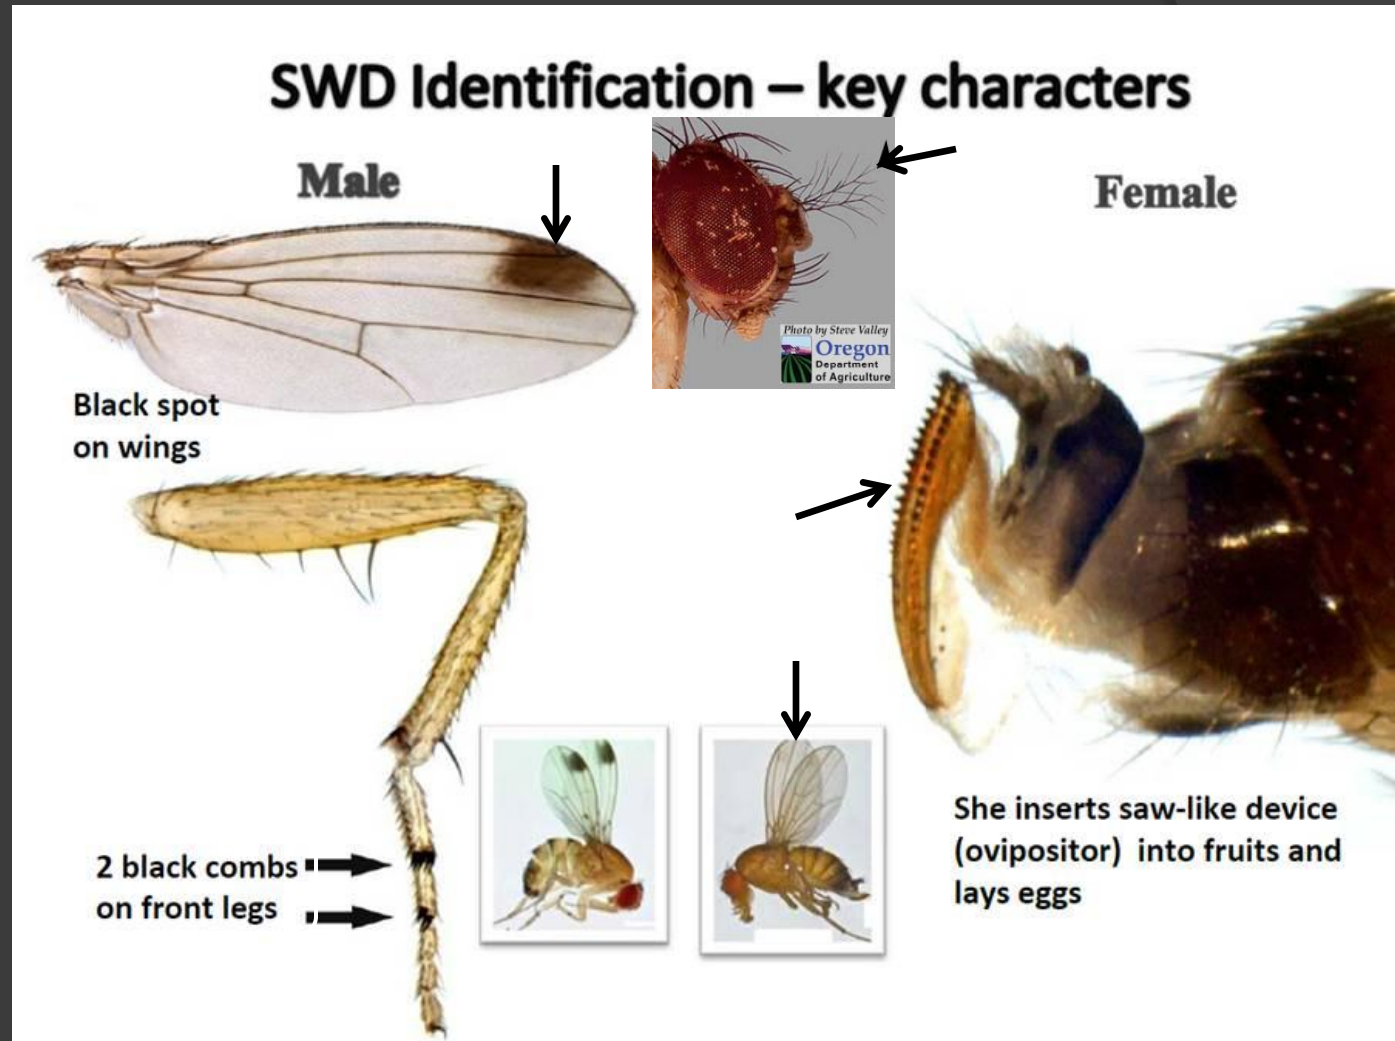 SWD Identification – key characters
Male
Female
Photo by Steve Valley
Oregon
Department
of Agriculture
Black spot
on wings
2 black combs
on front legs
She inserts saw-like device
(ovipositor) into fruits and
lays eggs